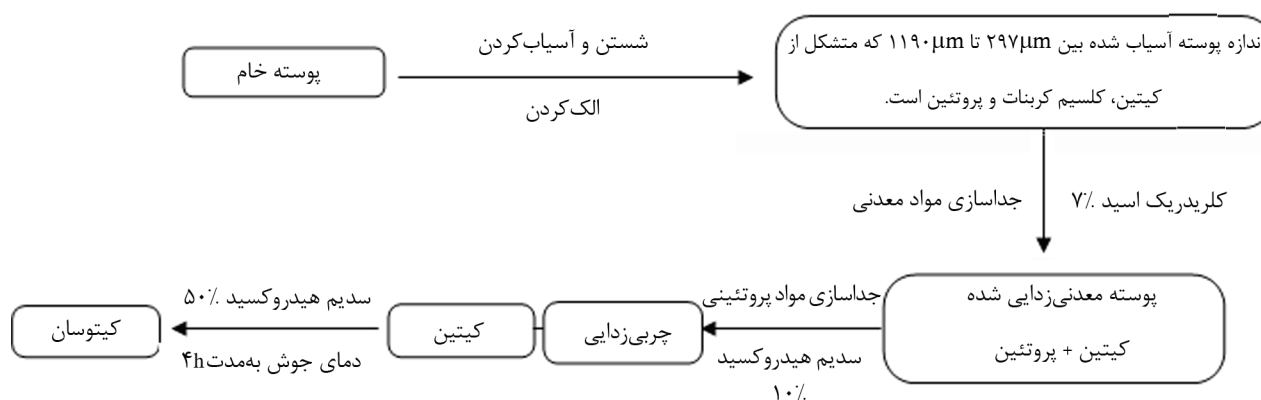 پوسته خام
شستن و آسیاب‌کردن
الک‌کردن
ندازه پوسته آسیاب شده بین ۲۹۷μm تا ۱۱۹۰μm که متشکل از
کیتین، کلسیم کربنات و پروتئین است.
کلریدریک اسید ۷٪
جداسازی مواد معدنی
پوسته معدنی‌زدایی شده
کیتین + پروتئین
جداسازی مواد پروتئینی
سدیم هیدروکسید
۱۰٪
چربی‌زدایی
کیتین
سدیم هیدروکسید ۵۰٪
دمای جوش به‌مدت ۴h
کیتوسان